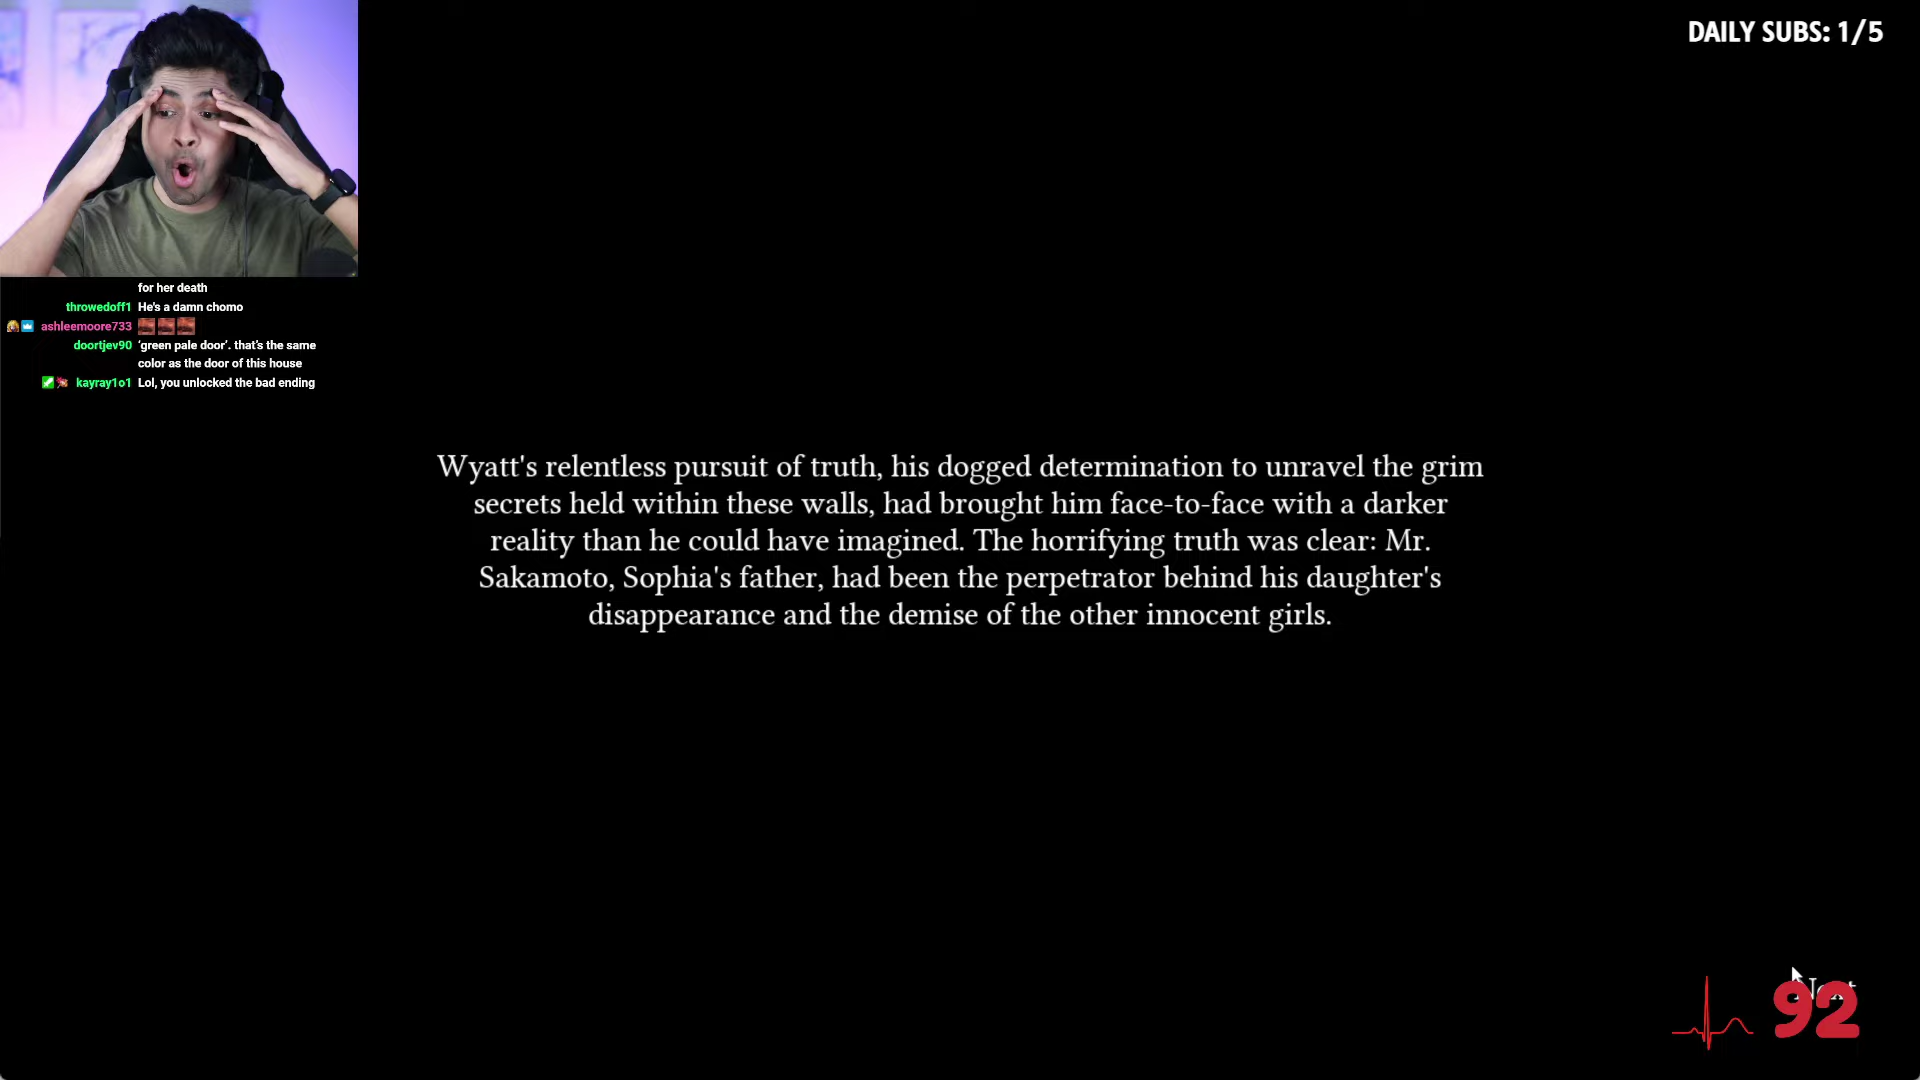 DAILY SUBS: 1/5
for her death
throwedoff1 He's a damn chomo
ashleemoore733
doortjev90 'green pale door'. that's the same
color as the door of this house
kayray1o1 Lol, you unlocked the bad ending
Wyatt's relentless pursuit of truth, his dogged determination to unravel the grim
secrets held within these walls, had brought him face-to-face with a darker
reality than he could have imagined. The horrifying truth was clear: Mr.
Sakamoto, Sophia's father, had been the perpetrator behind his daughter's
disappearance and the demise of the other innocent girls.
Next
92